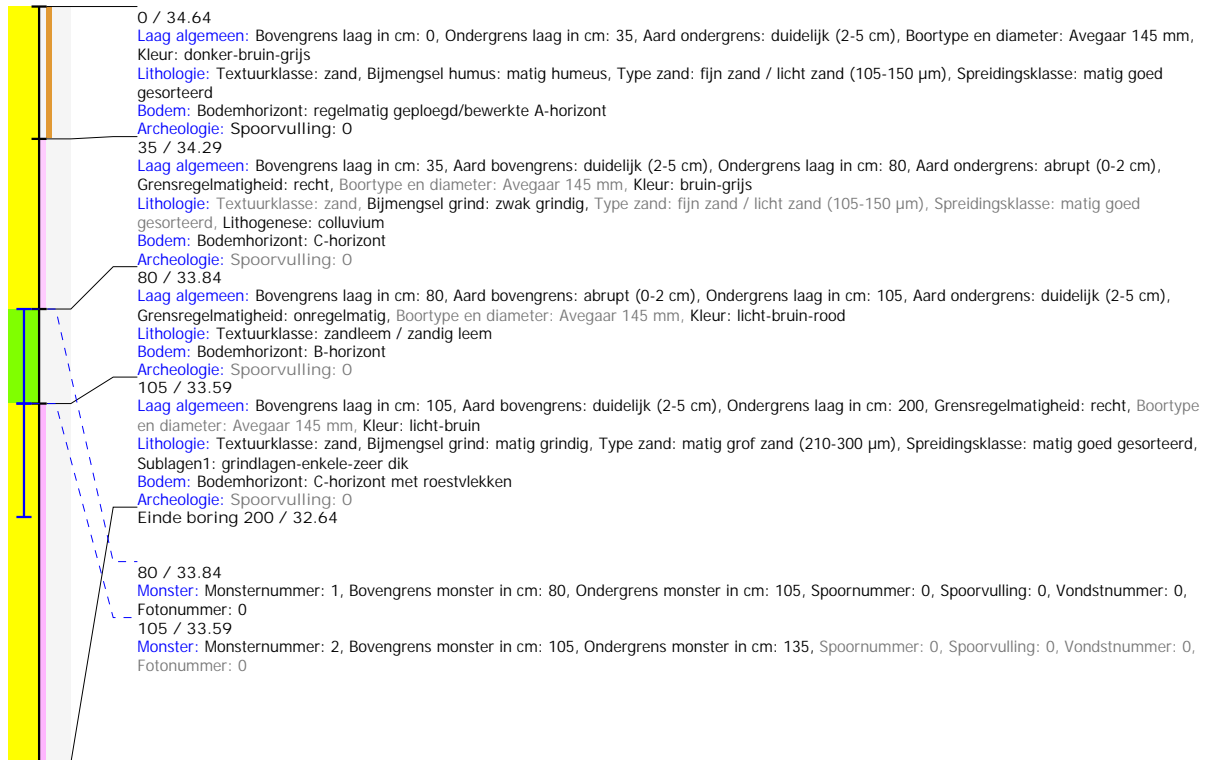 0 / 34.64
Laag algemeen: Bovengrens laag in cm: 0, Ondergrens laag in cm: 35, Aard ondergrens: duidelijk (2-5 cm), Boortype en diameter: Avegaar 145 mm,
Kleur: donker-bruin-grijs
Lithologie: Textuurklasse: zand, Bijmengsel humus: matig humeus, Type zand: fijn zand / licht zand (105-150 µm), Spreidingsklasse: matig goed
gesorteerd
Bodem: Bodemhorizont: regelmatig geploegd/bewerkte A-horizont
Archeologie: Spoorvulling: 0
35 / 34.29
Laag algemeen: Bovengrens laag in cm: 35, Aard bovengrens: duidelijk (2-5 cm), Ondergrens laag in cm: 80, Aard ondergrens: abrupt (0-2 cm),
Grensregelmatigheid: recht, Boortype en diameter: Avegaar 145 mm, Kleur: bruin-grijs
Lithologie: Textuurklasse: zand, Bijmengsel grind: zwak grindig, Type zand: fijn zand / licht zand (105-150 µm), Spreidingsklasse: matig goed
gesorteerd, Lithogenese: colluvium
Bodem: Bodemhorizont: C-horizont
Archeologie: Spoorvulling: 0
80 / 33.84
Laag algemeen: Bovengrens laag in cm: 80, Aard bovengrens: abrupt (0-2 cm), Ondergrens laag in cm: 105, Aard ondergrens: duidelijk (2-5 cm),
Grensregelmatigheid: onregelmatig, Boortype en diameter: Avegaar 145 mm, Kleur: licht-bruin-rood
Lithologie: Textuurklasse: zandleem / zandig leem
Bodem: Bodemhorizont: B-horizont
Archeologie: Spoorvulling: 0
105 / 33.59
Laag algemeen: Bovengrens laag in cm: 105, Aard bovengrens: duidelijk (2-5 cm), Ondergrens laag in cm: 200, Grensregelmatigheid: recht, Boortype
en diameter: Avegaar 145 mm, Kleur: licht-bruin
Lithologie: Textuurklasse: zand, Bijmengsel grind: matig grindig, Type zand: matig grof zand (210-300 µm), Spreidingsklasse: matig goed gesorteerd,
Sublagen1: grindlagen-enkele-zeer dik
Bodem: Bodemhorizont: C-horizont met roestvlekken
Archeologie: Spoorvulling: 0
Einde boring 200 / 32.64
80 / 33.84
Monster: Monsternummer: 1, Bovengrens monster in cm: 80, Ondergrens monster in cm: 105, Spoornummer: 0, Spoorvulling: 0, Vondstnummer: 0,
Fotonummer: 0
105 / 33.59
Monster: Monsternummer: 2, Bovengrens monster in cm: 105, Ondergrens monster in cm: 135, Spoornummer: 0, Spoorvulling: 0, Vondstnummer: 0,
Fotonummer: 0